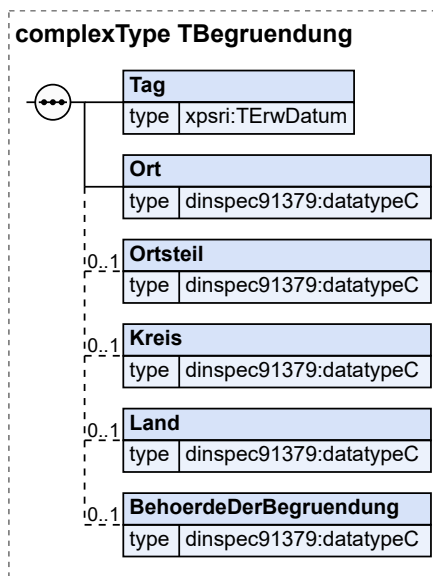 complexType TBegruendung
Tag
type xpsri:TErwDatum
Ort
type dinspec91379:datatypeC
0..1 Ortsteil
type dinspec91379:datatypeC
0..1 Kreis
type dinspec91379:datatypeC
0..1 Land
type dinspec91379:datatypeC
0..1 BehoerdeDerBegruendung
type dinspec91379:datatypeC